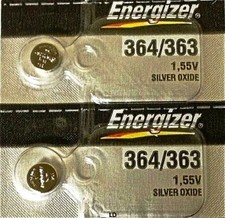 Energizer
364/363
1,55V
SILVER OXIDE
Energizer
364/363
1,55V
SILVER OXIDE